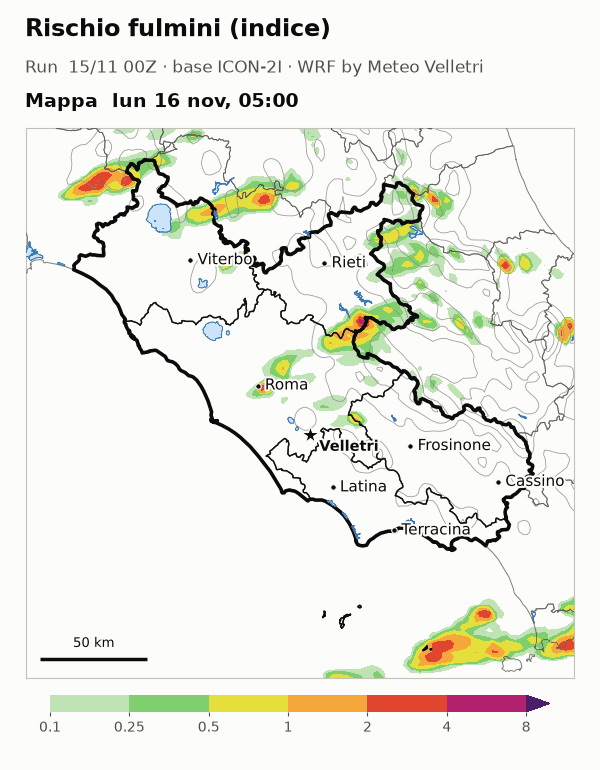 Rischio fulmini (indice)
Run  15/11 00Z · base ICON-2I · WRF by Meteo Velletri
Mappa  lun 16 nov, 05:00
Viterbo
Rieti
Roma
Velletri
Frosinone
Latina
Cassino
Terracina
50 km
0.1 0.25 0.5 1 2 4 8